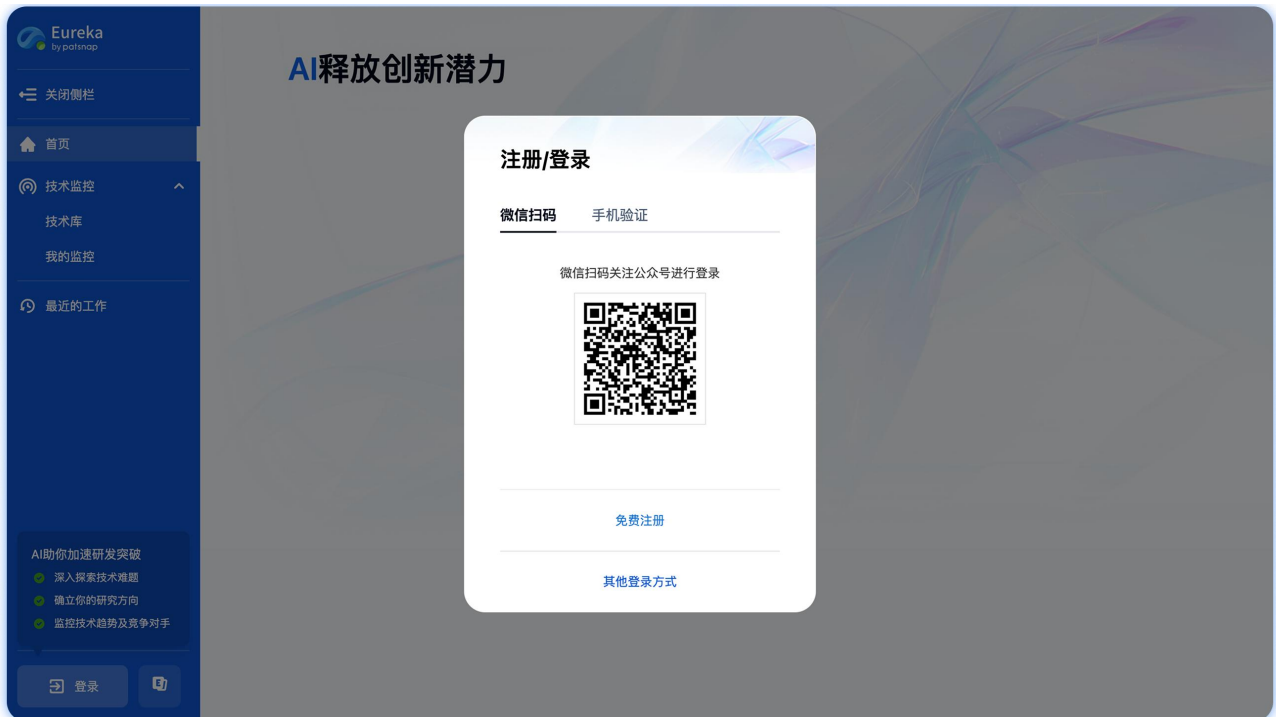 Eureka
by patsnap
关闭侧栏
首页
技术监控
技术库
我的监控
最近的工作
AI助你加速研发突破
深入探索技术难题
确立你的研究方向
监控技术趋势及竞争对手
登录
AI释放创新潜力
注册/登录
微信扫码
手机验证
微信扫码关注公众号进行登录
免费注册
其他登录方式